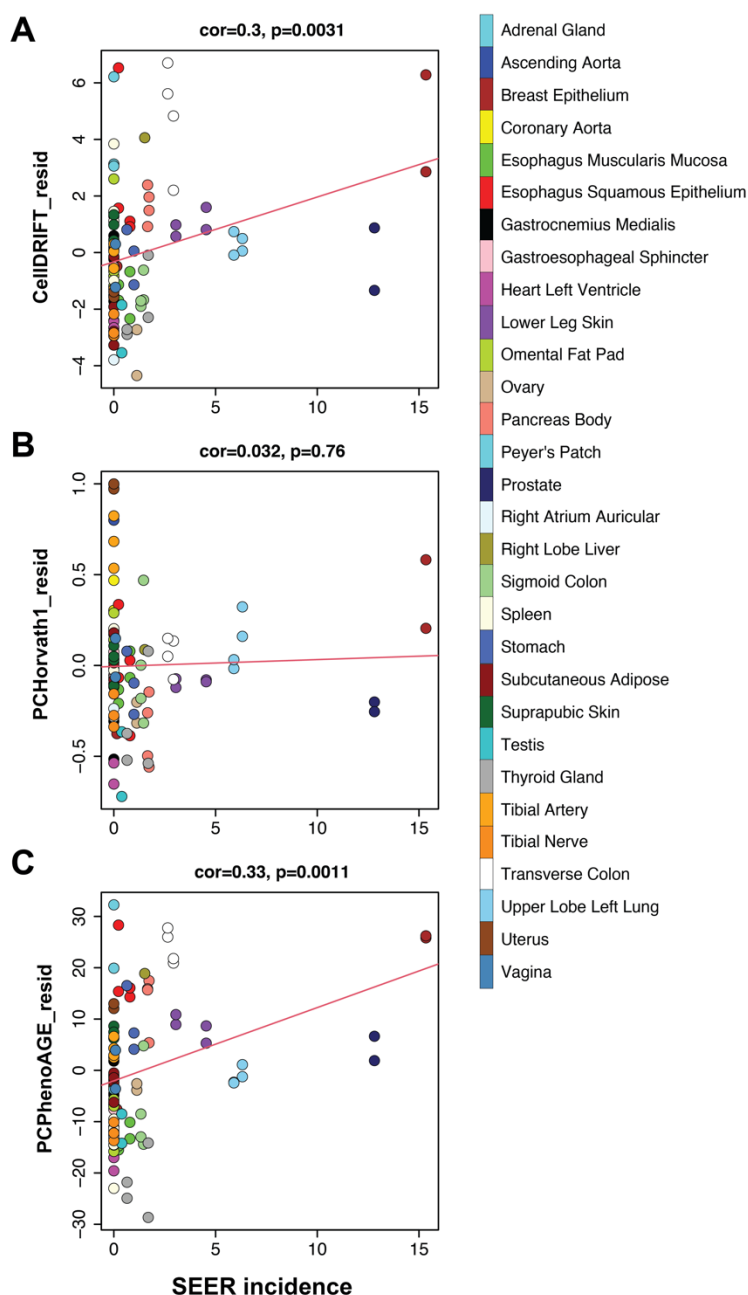 A
cor=0.3, p=0.0031
CellDRIFT_resid
6
4
2
0
−2
−4
0
5
10
15
B
cor=0.032, p=0.76
PCHorvath1_resid
1.0
0.5
0.0
−0.5
0
5
10
15
C
cor=0.33, p=0.0011
PCPhenoAGE_resid
30
20
10
0
−10
−20
−30
0
5
10
15
SEER incidence
Adrenal Gland
Ascending Aorta
Breast Epithelium
Coronary Aorta
Esophagus Muscularis Mucosa
Esophagus Squamous Epithelium
Gastrocnemius Medialis
Gastroesophageal Sphincter
Heart Left Ventricle
Lower Leg Skin
Omental Fat Pad
Ovary
Pancreas Body
Peyer's Patch
Prostate
Right Atrium Auricular
Right Lobe Liver
Sigmoid Colon
Spleen
Stomach
Subcutaneous Adipose
Suprapubic Skin
Testis
Thyroid Gland
Tibial Artery
Tibial Nerve
Transverse Colon
Upper Lobe Left Lung
Uterus
Vagina